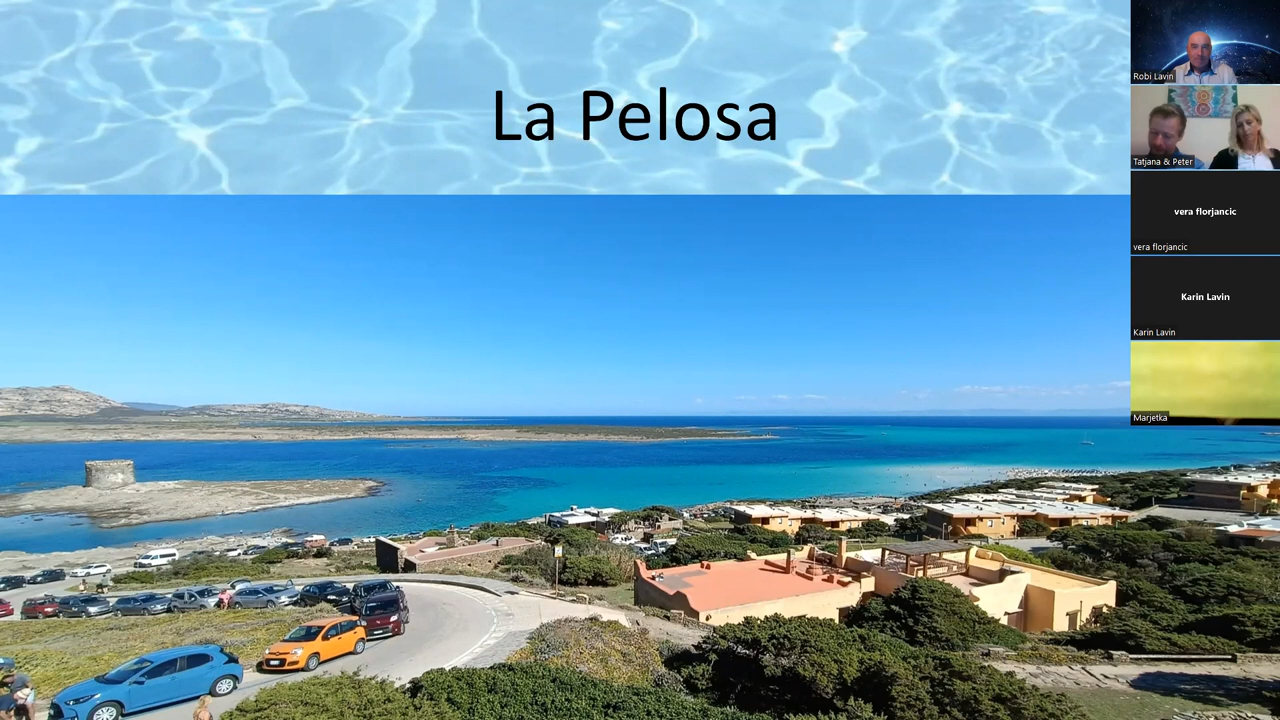 La Pelosa
Robi Lavin
Tatjana & Peter
vera florjancic
vera florjancic
Karin Lavin
Karin Lavin
Marjetka